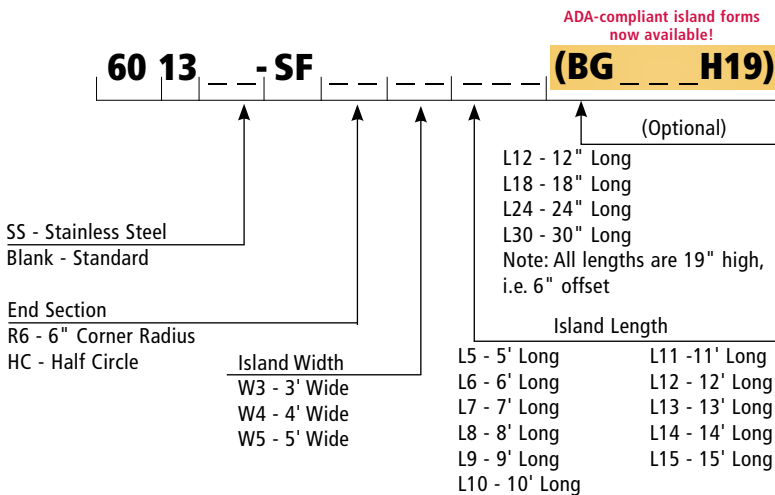 ADA-compliant island forms
now available!
60 13 _ _ - SF _ _ _ _ _ _ _ (BG _ _ _ H19)
(Optional)
L12 - 12" Long
L18 - 18" Long
L24 - 24" Long
L30 - 30" Long
Note: All lengths are 19" high,
i.e. 6" offset
SS - Stainless Steel
Blank - Standard
End Section
R6 - 6" Corner Radius
HC - Half Circle
Island Width
W3 - 3' Wide
W4 - 4' Wide
W5 - 5' Wide
Island Length
L5 - 5' Long
L6 - 6' Long
L7 - 7' Long
L8 - 8' Long
L9 - 9' Long
L10 - 10' Long
L11 -11' Long
L12 - 12' Long
L13 - 13' Long
L14 - 14' Long
L15 - 15' Long